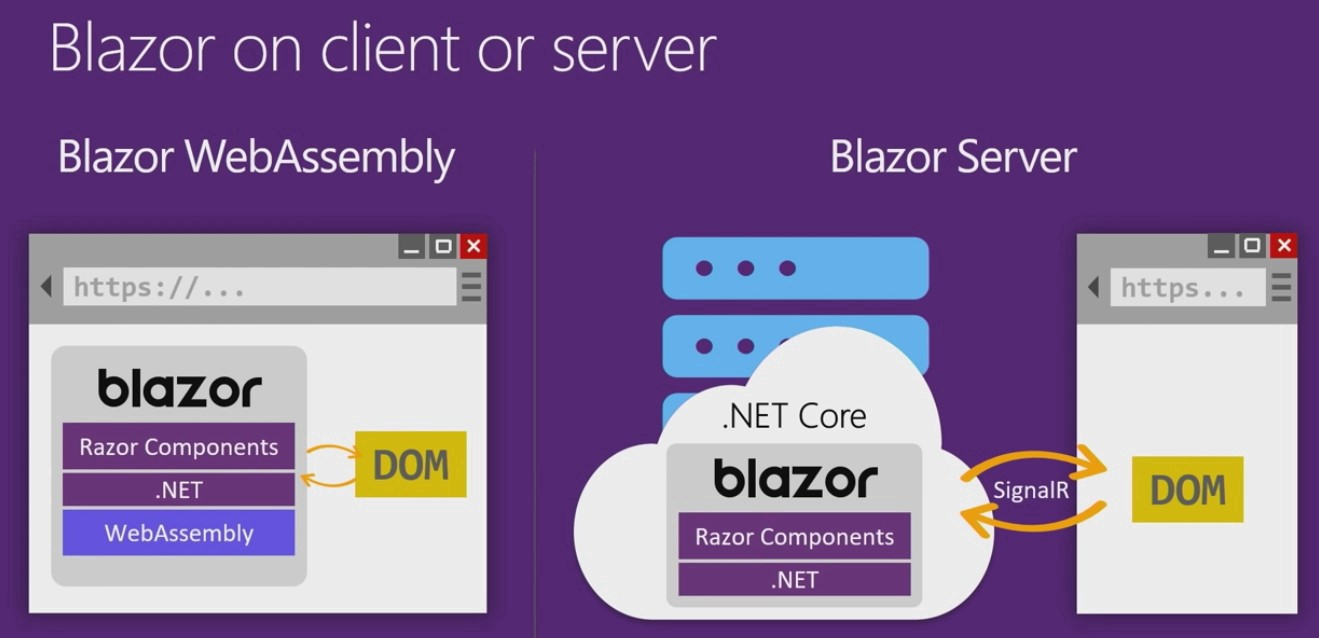 Blazor on client or server
Blazor WebAssembly
https://...
blazor
Razor Components
.NET
WebAssembly
DOM
Blazor Server
.NET Core
blazor
Razor Components
.NET
SignalR
https...
DOM